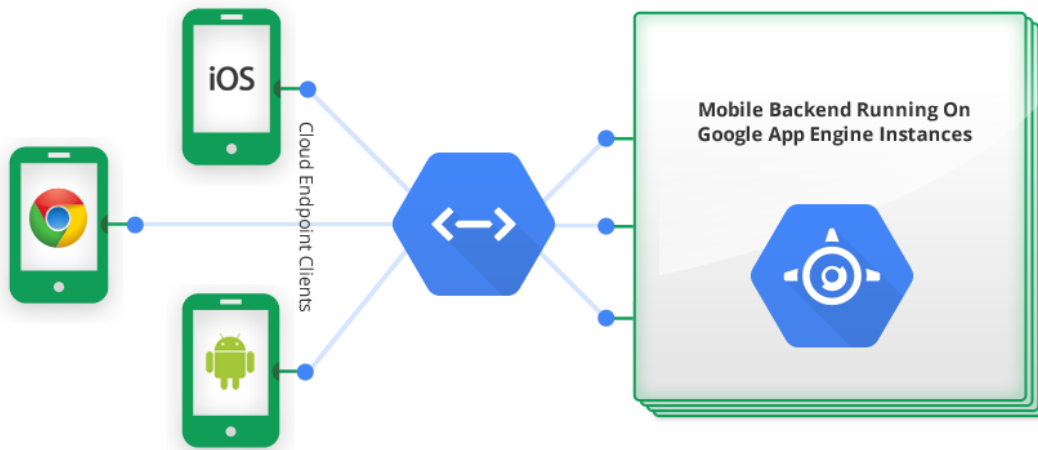 iOS
Cloud Endpoint Clients
Mobile Backend Running On
Google App Engine Instances